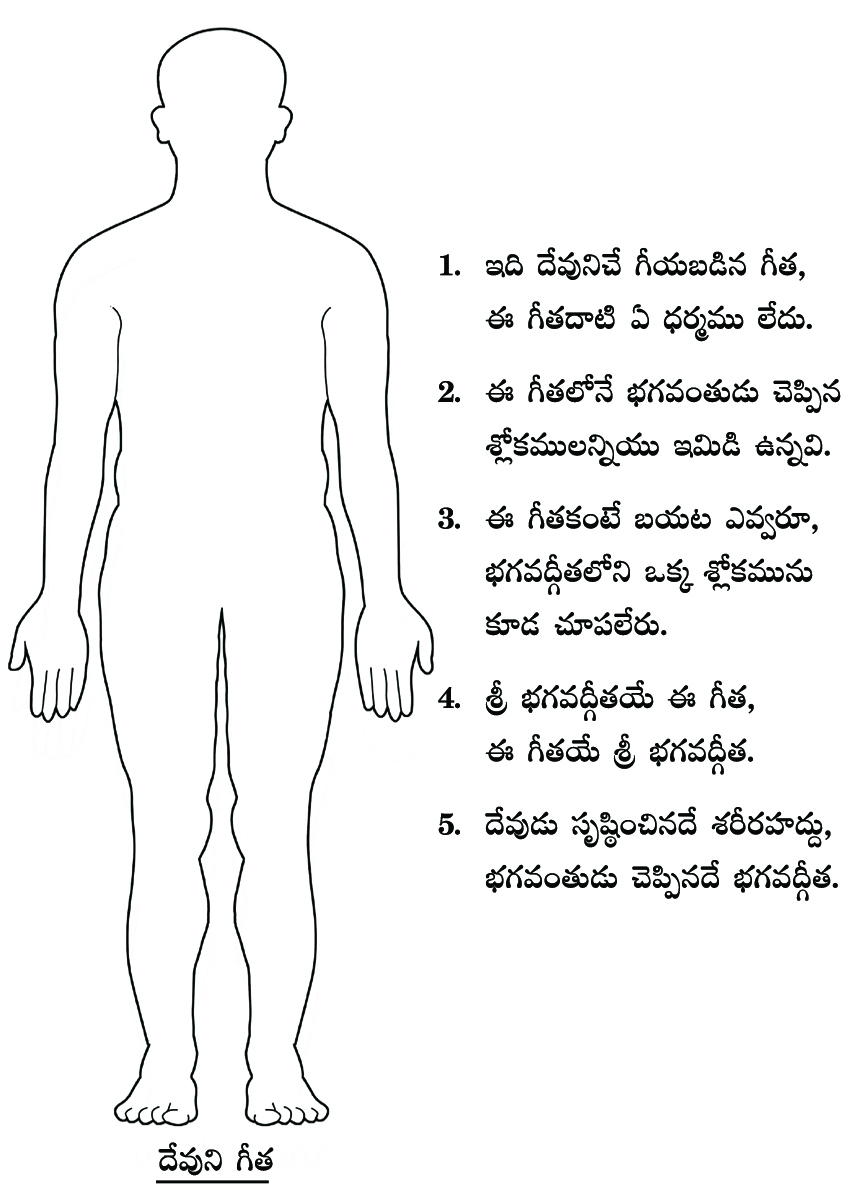 1. ఇది దేవునిచే గీయబడిన గీత,
ఈ గీతదాటి ఏ ధర్మము లేదు.
2. ఈ గీతలోనే భగవంతుడు చెప్పిన
శ్లోకములన్నియు ఇమిడి ఉన్నవి.
3. ఈ గీతకంటే బయట ఎవ్వరూ,
భగవద్గీతలోని ఒక్క శ్లోకమును
కూడ చూపలేరు.
4. శ్రీ భగవద్గీతయే ఈ గీత,
ఈ గీతయే శ్రీ భగవద్గీత.
5. దేవుడు సృష్ఠించినదే శరీరహద్దు,
భగవంతుడు చెప్పినదే భగవద్గీత.
దేవుని గీత